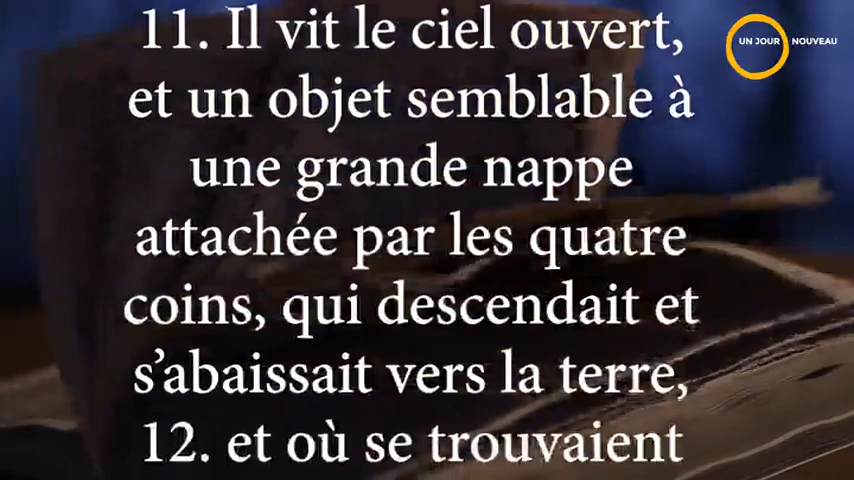 11. Il vit le ciel ouvert,
UN JOUR NOUVEAU
et un objet semblable à
une grande nappe
attachée par les quatre
coins, qui descendait et
s’abaissait vers la terre,
12. et où se trouvaient